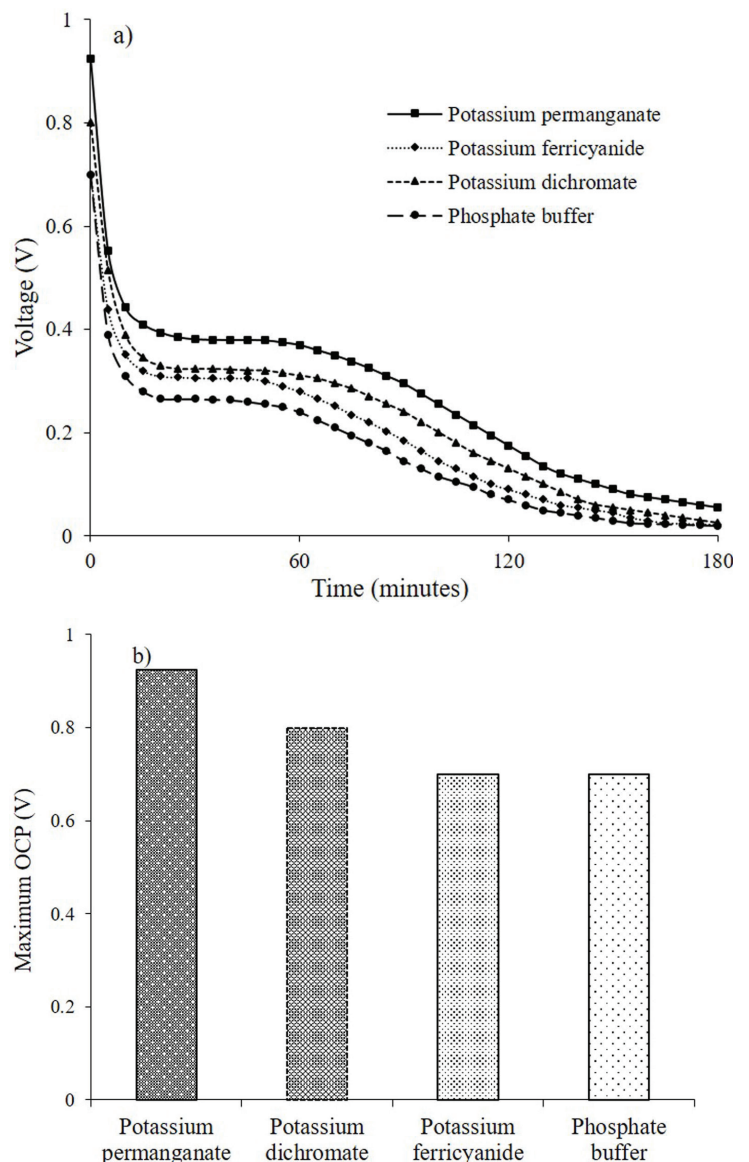 1
a)
Potassium permanganate
Potassium ferricyanide
Potassium dichromate
Phosphate buffer
0.8
0.6
0.4
0.2
0
Voltage (V)
0
60
120
180
Time (minutes)
1
b)
0.8
0.6
0.4
0.2
0
Maximum OCP (V)
Potassium
permanganate
Potassium
dichromate
Potassium
ferricyanide
Phosphate
buffer